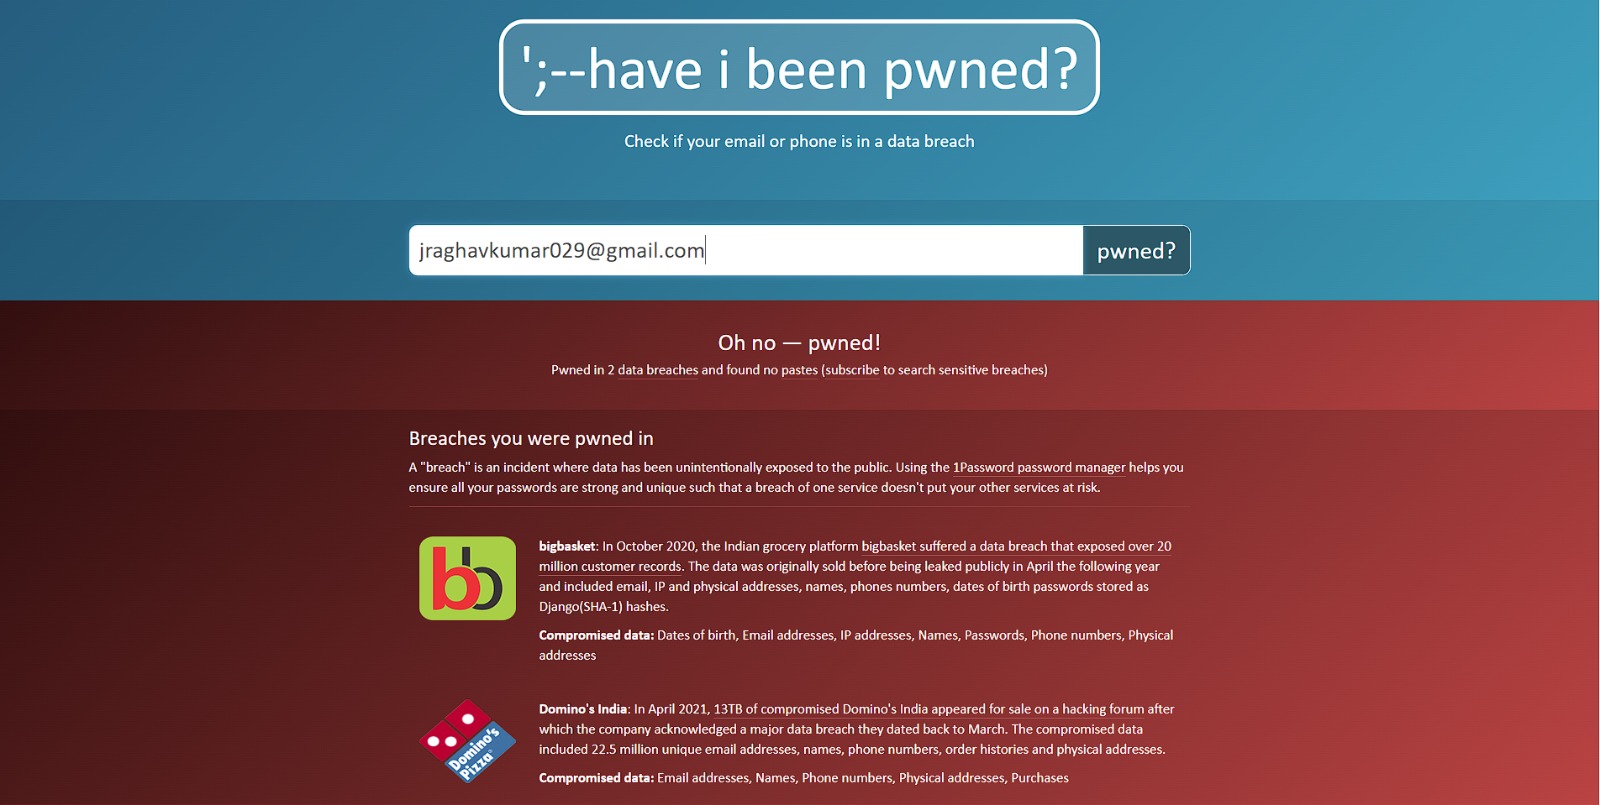 ';--have i been pwned?
Check if your email or phone is in a data breach
jraghavkumar029@gmail.com
pwned?
Oh no — pwned!
Pwned in 2 data breaches and found no pastes (subscribe to search sensitive breaches)
Breaches you were pwned in
A "breach" is an incident where data has been unintentionally exposed to the public. Using the 1Password password manager helps you
ensure all your passwords are strong and unique such that a breach of one service doesn't put your other services at risk.
bb
bigbasket: In October 2020, the Indian grocery platform bigbasket suffered a data breach that exposed over 20
million customer records. The data was originally sold before being leaked publicly in April the following year
and included email, IP and physical addresses, names, phones numbers, dates of birth passwords stored as
Django(SHA-1) hashes.
Compromised data: Dates of birth, Email addresses, IP addresses, Names, Passwords, Phone numbers, Physical
addresses
Domino's
Pizza
Domino's India: In April 2021, 13TB of compromised Domino's India appeared for sale on a hacking forum after
which the company acknowledged a major data breach they dated back to March. The compromised data
included 22.5 million unique email addresses, names, phone numbers, order histories and physical addresses.
Compromised data: Email addresses, Names, Phone numbers, Physical addresses, Purchases